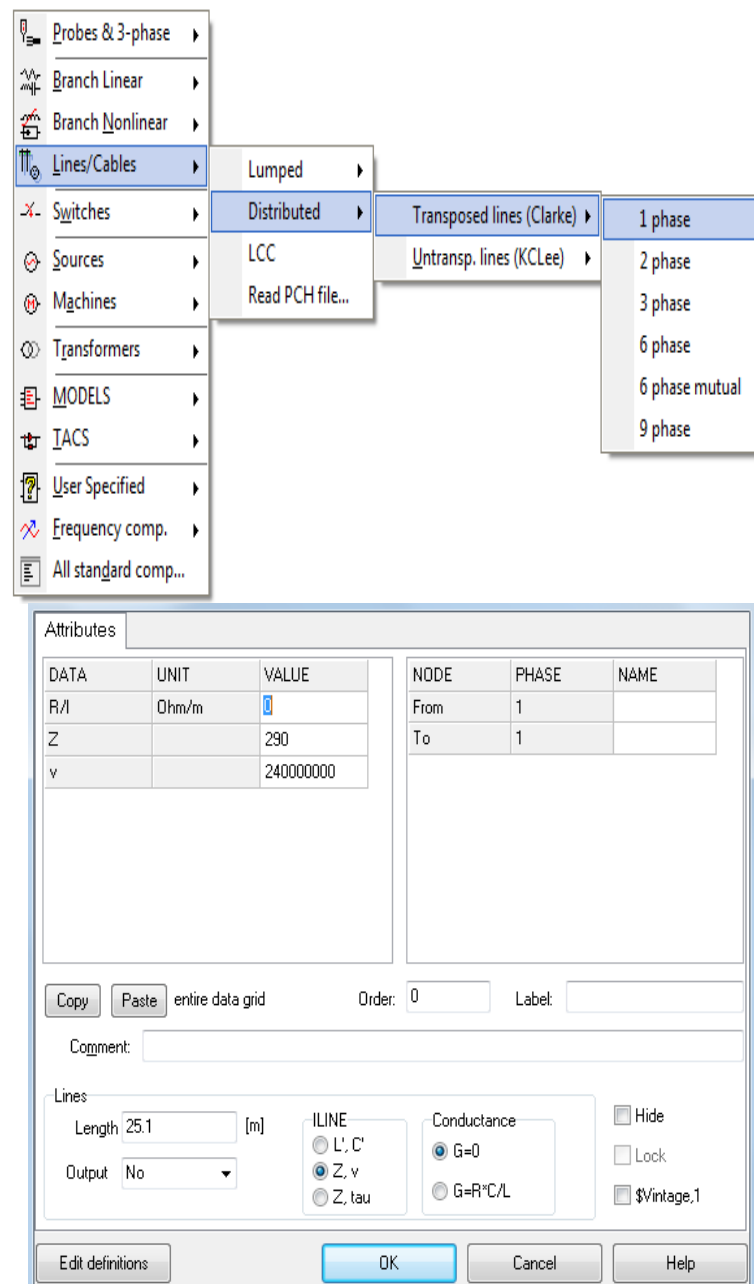 Probes & 3-phase
Branch Linear
Branch Nonlinear
Lines/Cables
Switches
Sources
Machines
Transformers
MODELS
TACS
User Specified
Frequency comp.
All standard comp...
Lumped
Distributed
LCC
Read PCH file...
Transposed lines (Clarke)
Untransp. lines (KCLee)
1 phase
2 phase
3 phase
6 phase
6 phase mutual
9 phase
Attributes
DATA UNIT VALUE
R/l Ohm/m 0
Z 290
v 240000000
NODE PHASE NAME
From 1
To 1
Copy Paste entire data grid Order: 0 Label:
Comment:
Lines
Length 25.1 [m]
Output No
ILINE
L', C'
Z, v
Z, tau
Conductance
G=0
G=R*C/L
Hide
Lock
$Vintage,1
Edit definitions OK Cancel Help